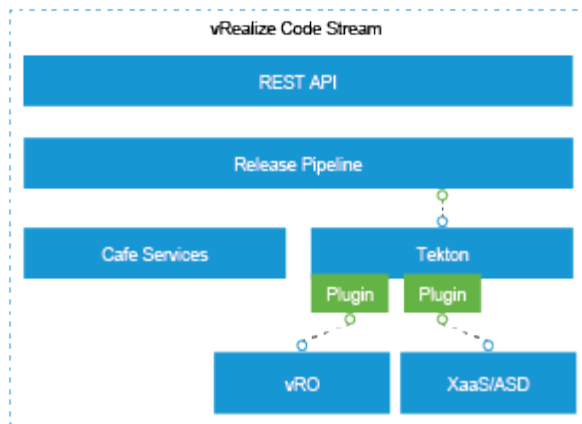 vRealize Code Stream
REST API
Release Pipeline
Cafe Services
Tekton
Plugin
Plugin
vRO
XaaS/ASD